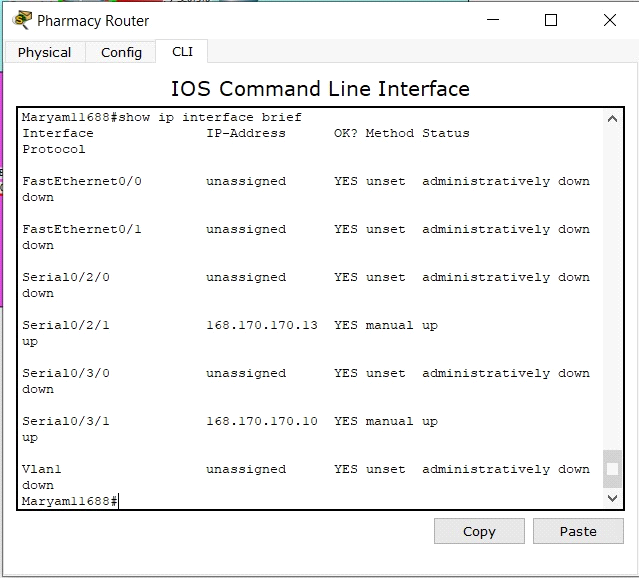 Pharmacy Router
Physical Config CLI
IOS Command Line Interface
Maryam11688#show ip interface brief
Interface IP-Address OK? Method Status
Protocol
FastEthernet0/0 unassigned YES unset administratively down
down
FastEthernet0/1 unassigned YES unset administratively down
down
Serial0/2/0 unassigned YES unset administratively down
down
Serial0/2/1 168.170.170.13 YES manual up
up
Serial0/3/0 unassigned YES unset administratively down
down
Serial0/3/1 168.170.170.10 YES manual up
up
Vlan1 unassigned YES unset administratively down
down
Maryam11688#
Copy Paste